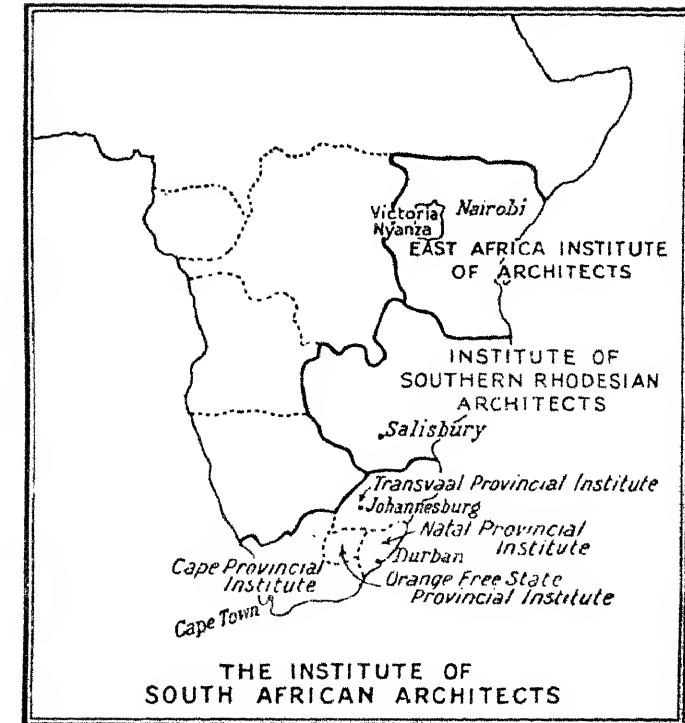 Victoria
Nyanza
Nairobi
EAST AFRICA INSTITUTE
OF ARCHITECTS
INSTITUTE OF
SOUTHERN RHODESIAN
ARCHITECTS
Salisbury
Transvaal Provincial Institute
Johannesburg
Natal Provincial
Institute
Durban
Cape Provincial
Institute
Orange Free State
Provincial Institute
Cape Town
THE INSTITUTE OF
SOUTH AFRICAN ARCHITECTS